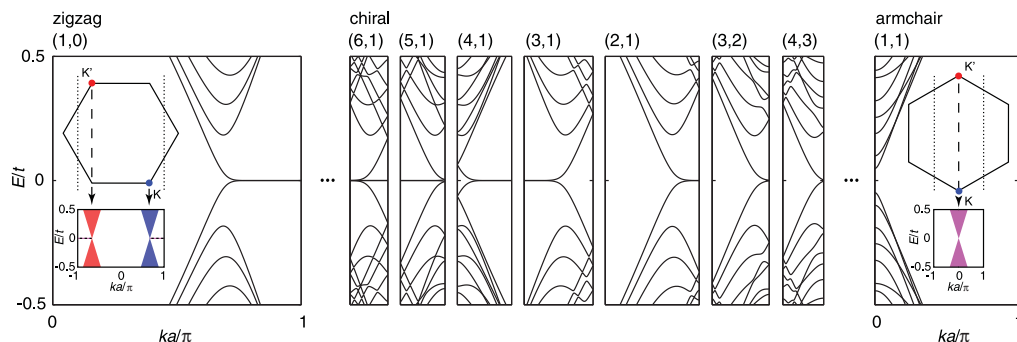 zigzag
(1,0)
chiral
(6,1) (5,1) (4,1) (3,1) (2,1) (3,2) (4,3)
armchair
(1,1)
0.5
0
-0.5
E/t
K'
K
0.5
0
-0.5
E/t
-1 0 1
ka/π
0 1
ka/π
...
...
K'
K
0.5
0
-0.5
E/t
-1 0 1
ka/π
0 1
ka/π